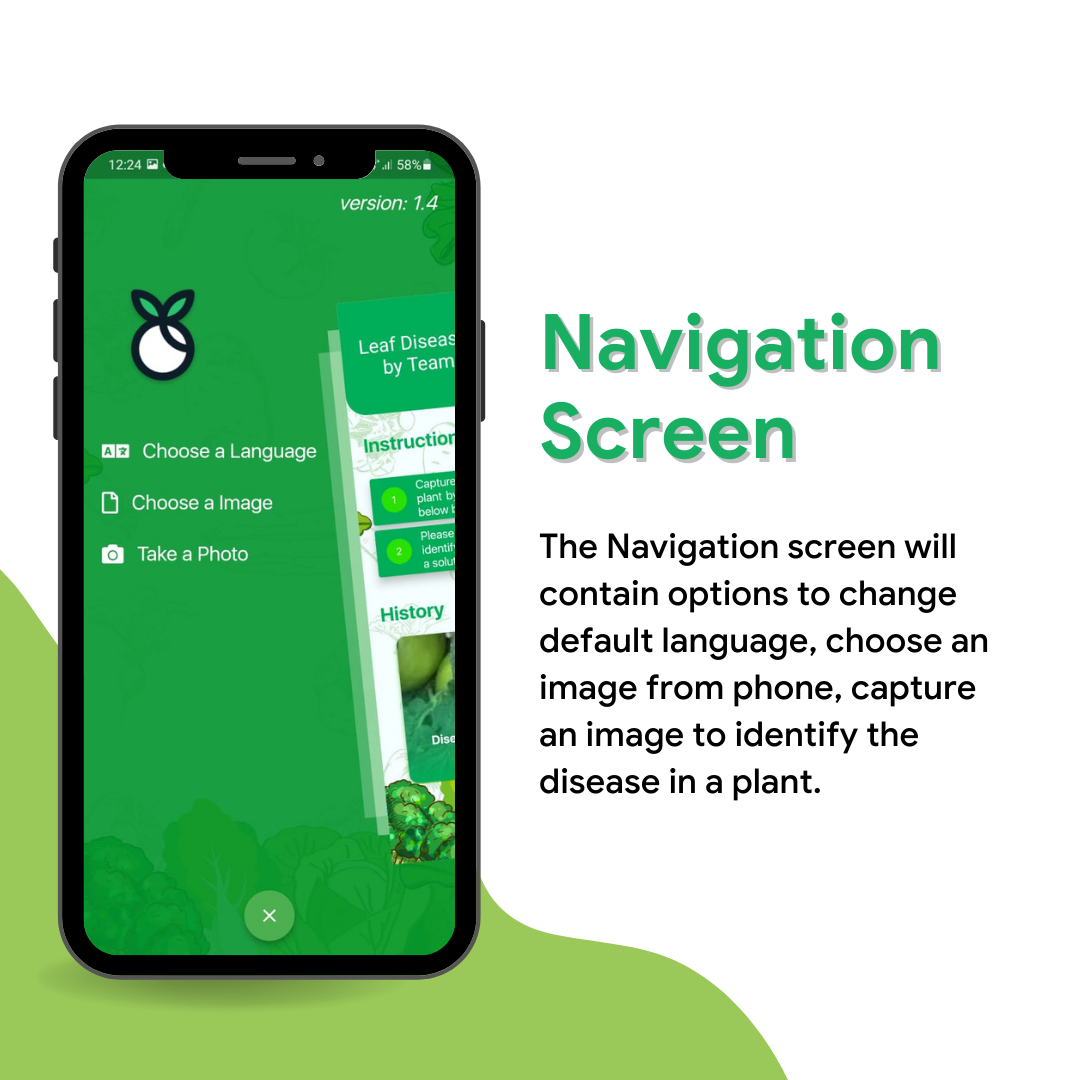 12:24
58%
version: 1.4
Leaf Diseas
by Team
Choose a Language
Choose a Image
Take a Photo
Instruction
1
Capture
plant by
below b
2
Please
identify
a solut
History
Dise
Navigation
Screen
The Navigation screen will
contain options to change
default language, choose an
image from phone, capture
an image to identify the
disease in a plant.